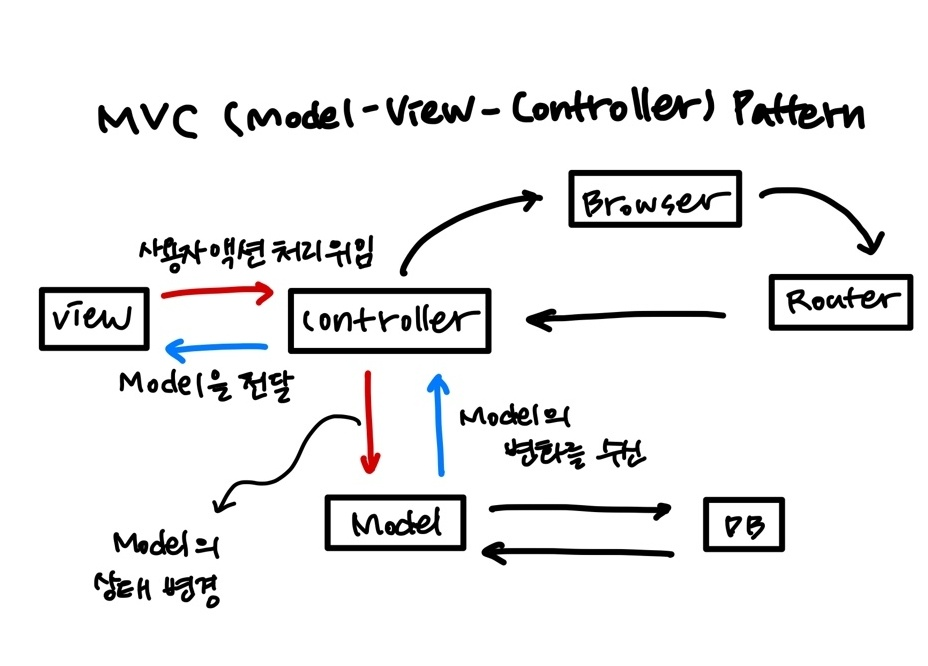 MVC (Model-View-Controller) Pattern
Browser
사용자 액션 처리 위임
View
Controller
Router
Model을 전달
Model의
변화를 수신
Model
DB
Model의
상태 변경